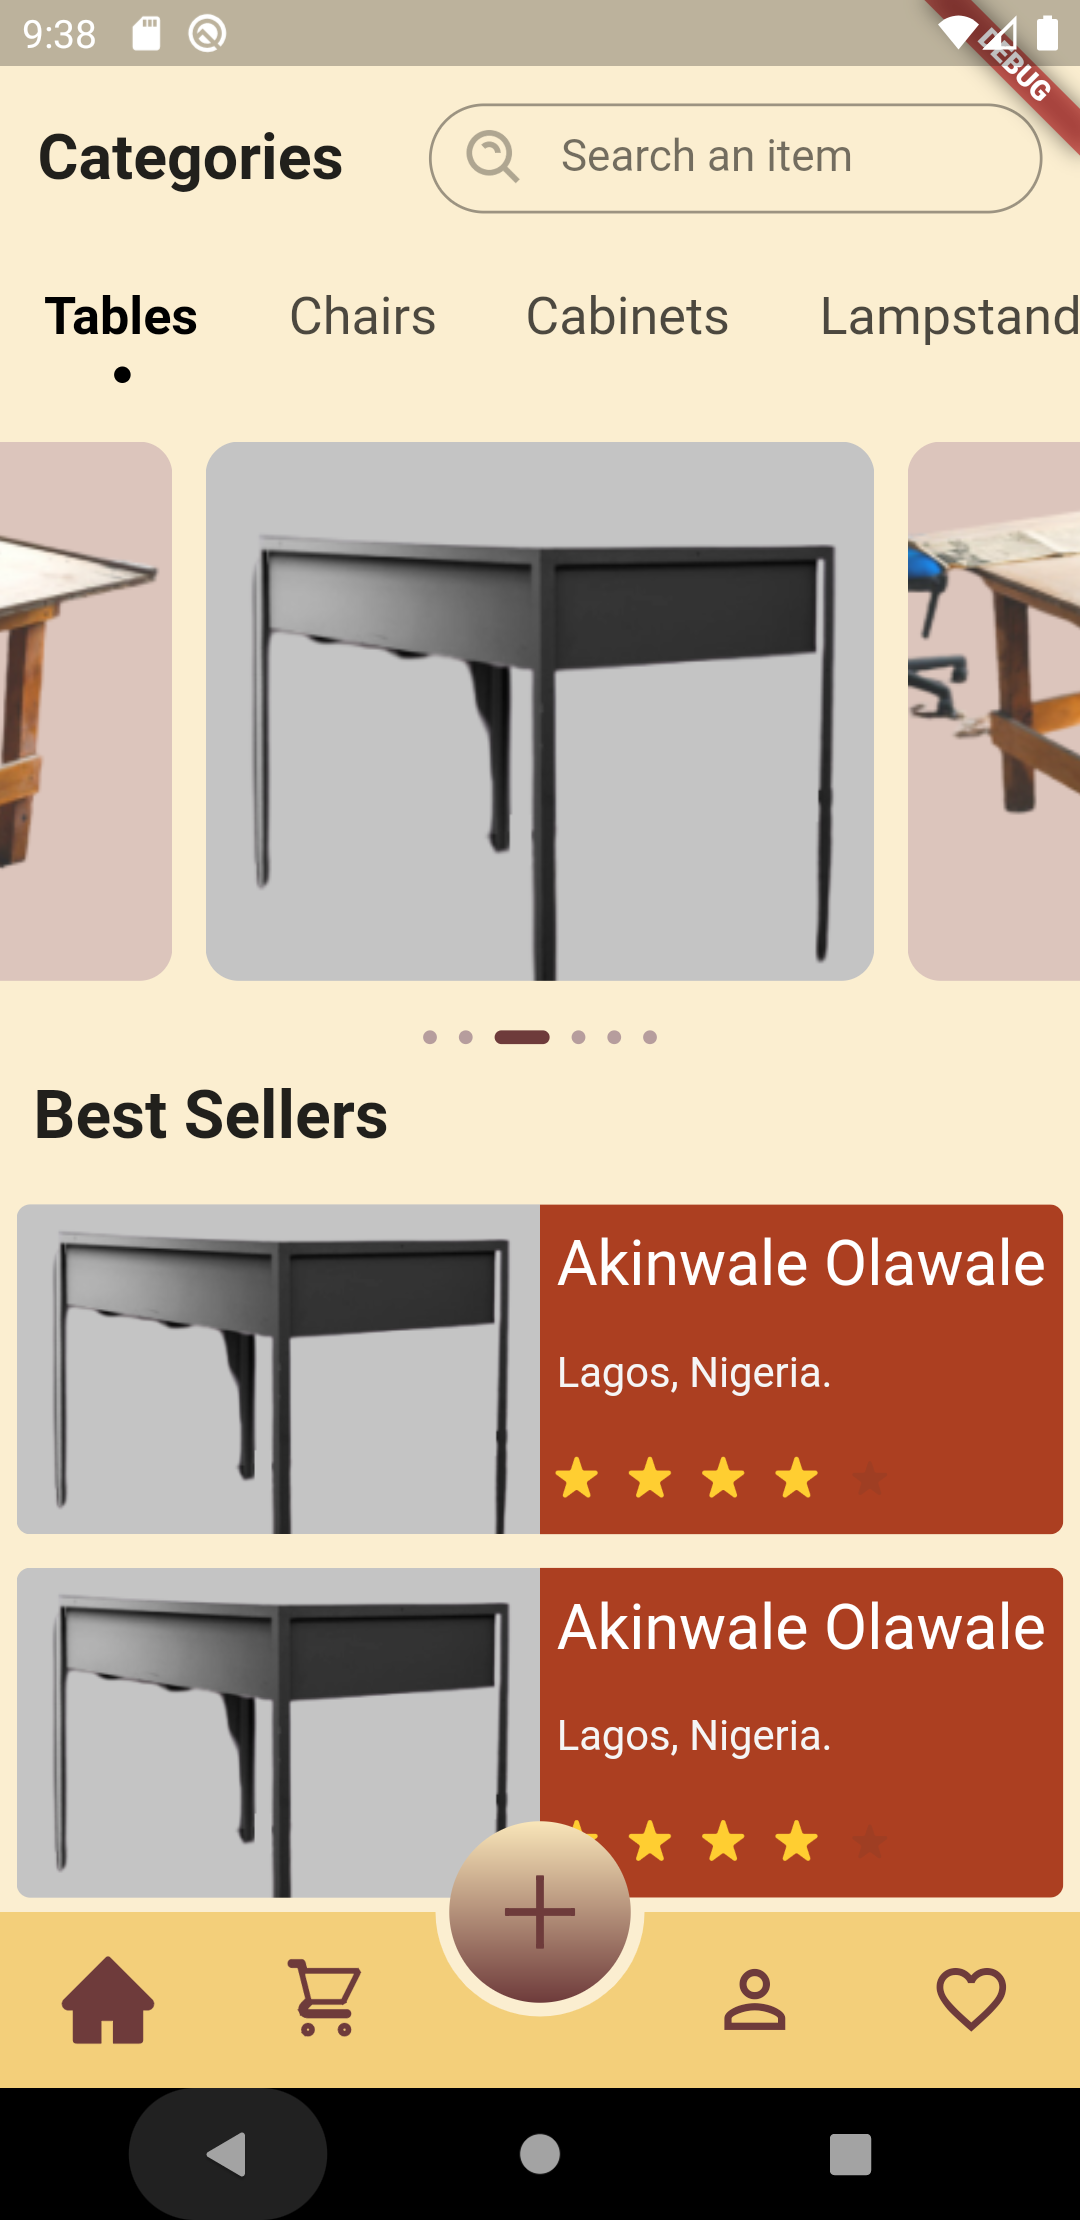 9:38
DEBUG
Categories
Search an item
Tables Chairs Cabinets Lampstand
Best Sellers
Akinwale Olawale
Lagos, Nigeria.
Akinwale Olawale
Lagos, Nigeria.